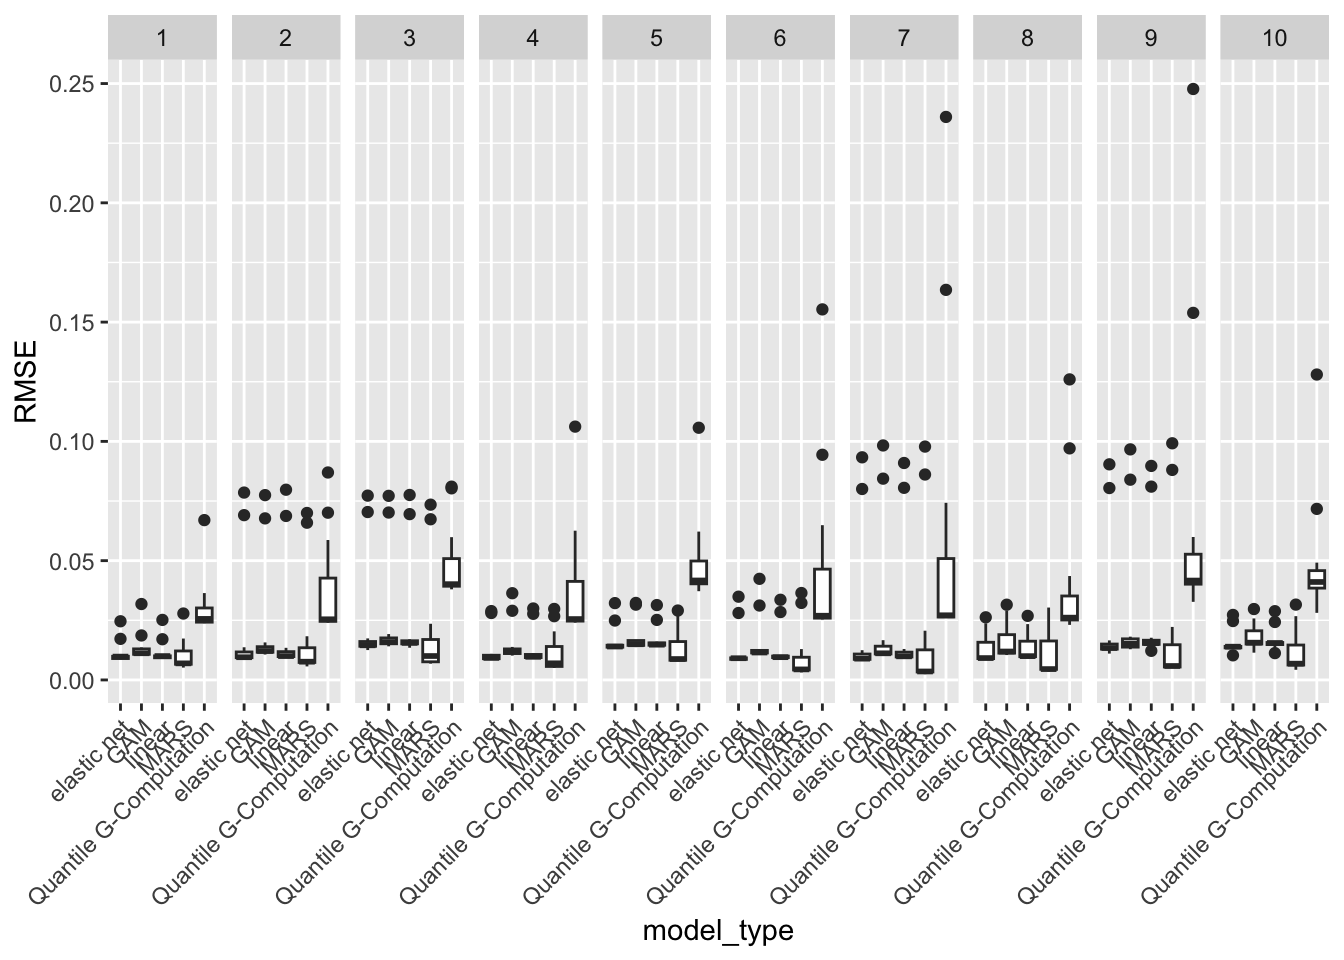 1 2 3 4 5 6 7 8 9 10
0.25
0.20
0.15
0.10
0.05
0.00
RMSE
elastic net GAM linear MARS Quantile G-Computation
elastic net GAM linear MARS Quantile G-Computation
elastic net GAM linear MARS Quantile G-Computation
elastic net GAM linear MARS Quantile G-Computation
elastic net GAM linear MARS Quantile G-Computation
elastic net GAM linear MARS Quantile G-Computation
elastic net GAM linear MARS Quantile G-Computation
elastic net GAM linear MARS Quantile G-Computation
elastic net GAM linear MARS Quantile G-Computation
elastic net GAM linear MARS Quantile G-Computation
model_type